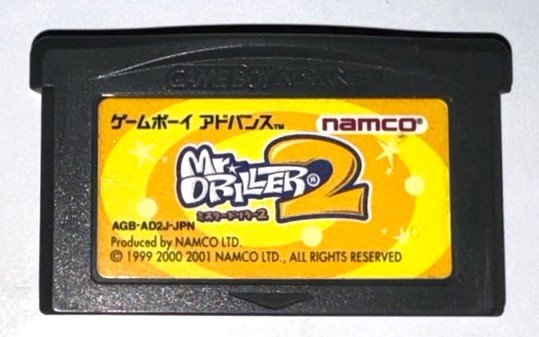 GAME BOY ADVANCE
ゲームボーイ アドバンス™ namco®
Mr. DRILLER® 2
ミスタードリラー2
AGB-AD2J-JPN
Produced by NAMCO LTD.
© 1999 2000 2001 NAMCO LTD., ALL RIGHTS RESERVED